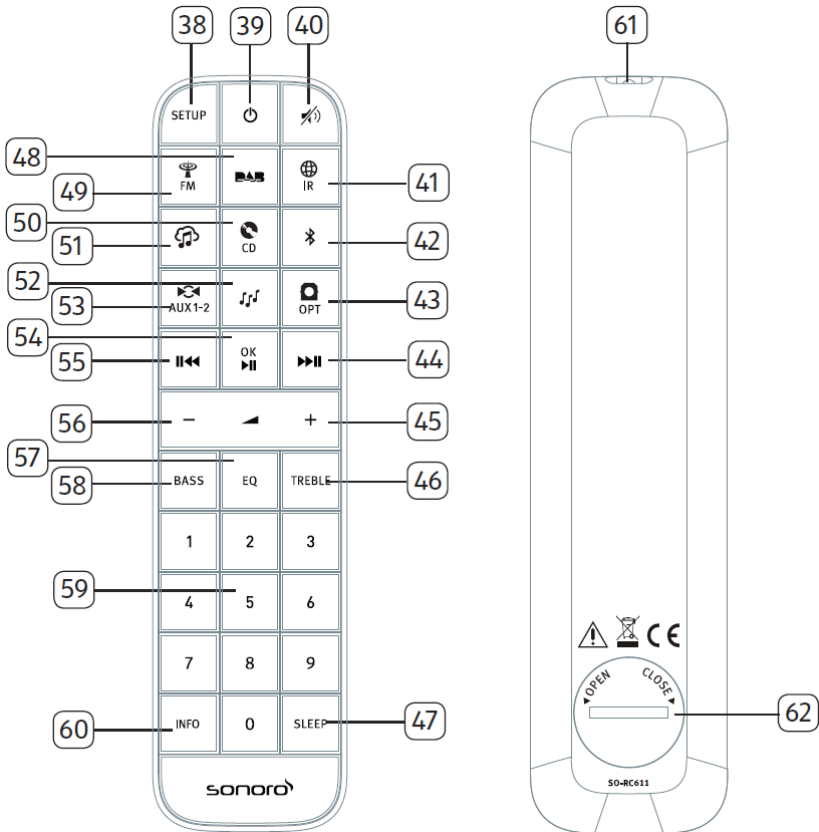 38 39 40 61
SETUP
48
FM DAB IR
49 41
50
CD
51 42
52
AUX 1-2 OPT
53 43
54
OK
55 44
56 − + 45
57
BASS EQ TREBLE
58 46
1 2 3
59
4 5 6
7 8 9
OPEN CLOSE
INFO 0 SLEEP
60 47 62
CE
SO-RC611
sonoro